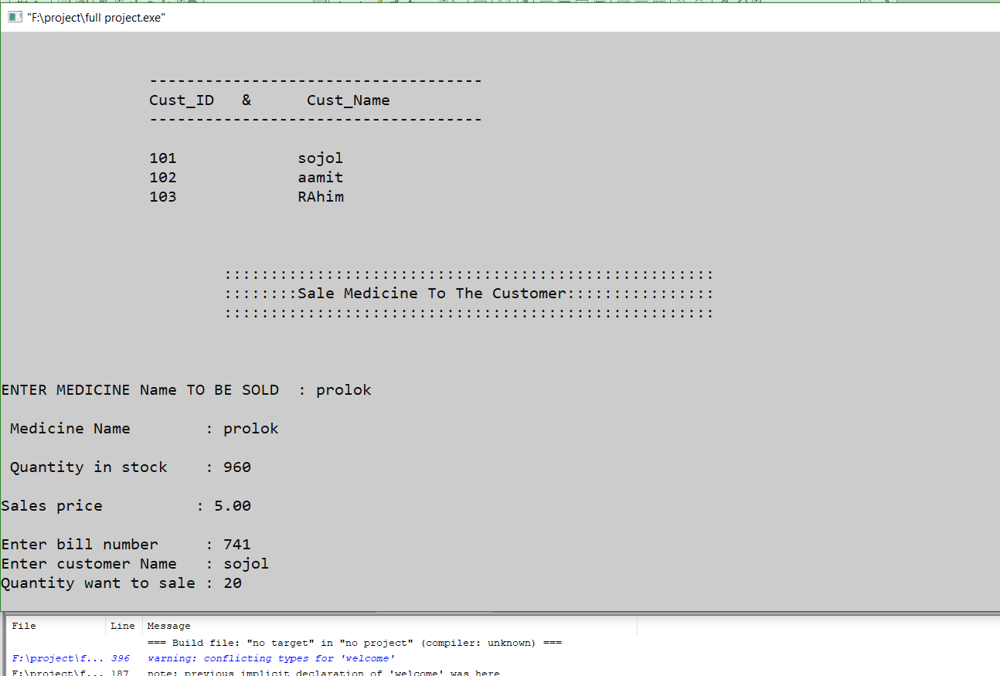 "F:\project\full project.exe"
------------------------------------
Cust_ID   &      Cust_Name
------------------------------------
101             sojol
102             aamit
103             RAhim
:::::::::::::::::::::::::::::::::::::::::::::::::::::
::::::::Sale Medicine To The Customer::::::::::::::::
:::::::::::::::::::::::::::::::::::::::::::::::::::::
ENTER MEDICINE Name TO BE SOLD  : prolok
Medicine Name        : prolok
Quantity in stock    : 960
Sales price          : 5.00
Enter bill number     : 741
Enter customer Name   : sojol
Quantity want to sale : 20
File Line Message
=== Build file: "no target" in "no project" (compiler: unknown) ===
F:\project\f... 396 warning: conflicting types for 'welcome'
F:\project\f... 187 note: previous implicit declaration of 'welcome' was here